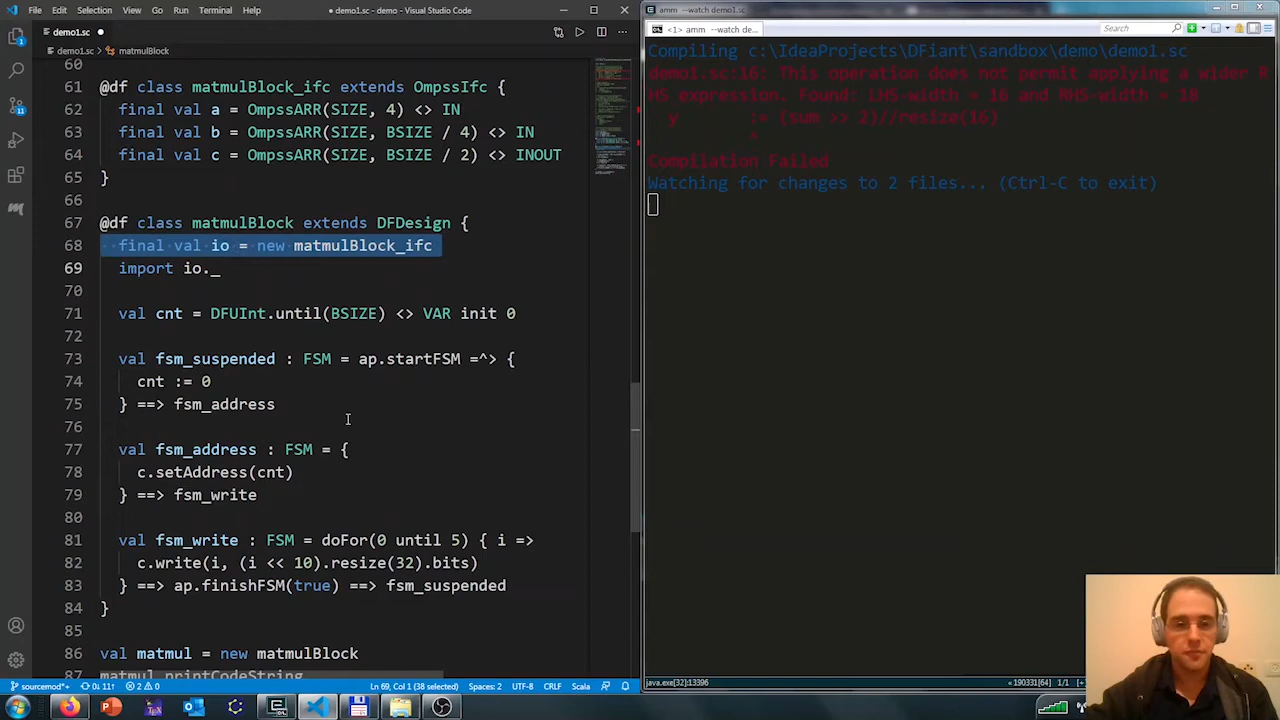 File Edit Selection View Go Run Terminal Help
● demo1.sc - Visual Studio Code
demo1.sc ●
demo1.sc > matmulBlock
60
61 @df class matmulBlock_ifc extends OmpssIfc {
62 final val a = OmpssARR(SIZE, 4) <> IN
63 final val b = OmpssARR(SIZE, BSIZE / 4) <> IN
64 final val c = OmpssARR(SIZE, BSIZE / 2) <> INOUT
65 }
66
67 @df class matmulBlock extends DFDesign {
68 final val io = new matmulBlock_ifc
69 import io._
70
71 val cnt = DFUInt.until(BSIZE) <> VAR init 0
72
73 val fsm_suspended : FSM = ap.startFSM =^> {
74 cnt := 0
75 } ==> fsm_address
76
77 val fsm_address : FSM = {
78 c.setAddress(cnt)
79 } ==> fsm_write
80
81 val fsm_write : FSM = doFor(0 until 5) { i =>
82 c.write(i, (i << 10).resize(32).bits)
83 } ==> ap.finishFSM(true) ==> fsm_suspended
84 }
85
86 val matmul = new matmulBlock
matmul.printCodeString
sourcemod*+ 0↓ 11↑ 2 0 Ln 69, Col 1 (38 selected) Spaces: 2 UTF-8 CRLF Scala
amm --watch demo1.sc
<1> amm --watch de...
Search
Compiling c:\IdeaProjects\DFiant\sandbox\demo\demo1.sc
demo1.sc:16: This operation does not permit applying a wider R
HS expression. Found: LHS-width = 16 and RHS-width = 18
y := (sum >> 2)//resize(16)
^
Compilation Failed
Watching for changes to 2 files... (Ctrl-C to exit)
java.exe[32]:13396
« 190331[64] 1/1